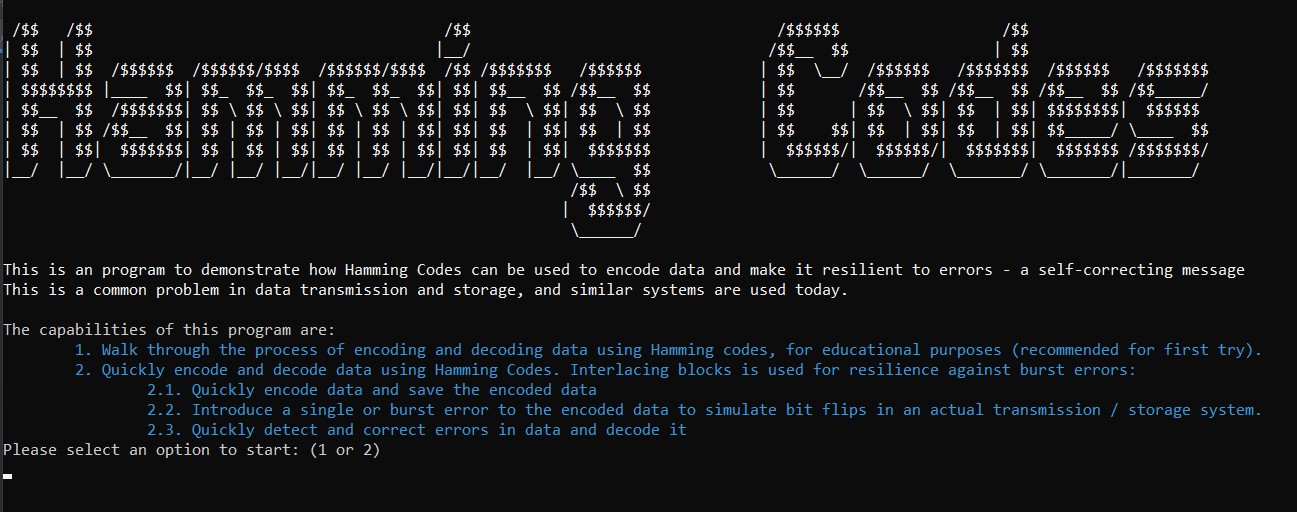 Hamming Codes
This is an program to demonstrate how Hamming Codes can be used to encode data and make it resilient to errors - a self-correcting message
This is a common problem in data transmission and storage, and similar systems are used today.
The capabilities of this program are:
1. Walk through the process of encoding and decoding data using Hamming codes, for educational purposes (recommended for first try).
2. Quickly encode and decode data using Hamming Codes. Interlacing blocks is used for resilience against burst errors:
2.1. Quickly encode data and save the encoded data
2.2. Introduce a single or burst error to the encoded data to simulate bit flips in an actual transmission / storage system.
2.3. Quickly detect and correct errors in data and decode it
Please select an option to start: (1 or 2)